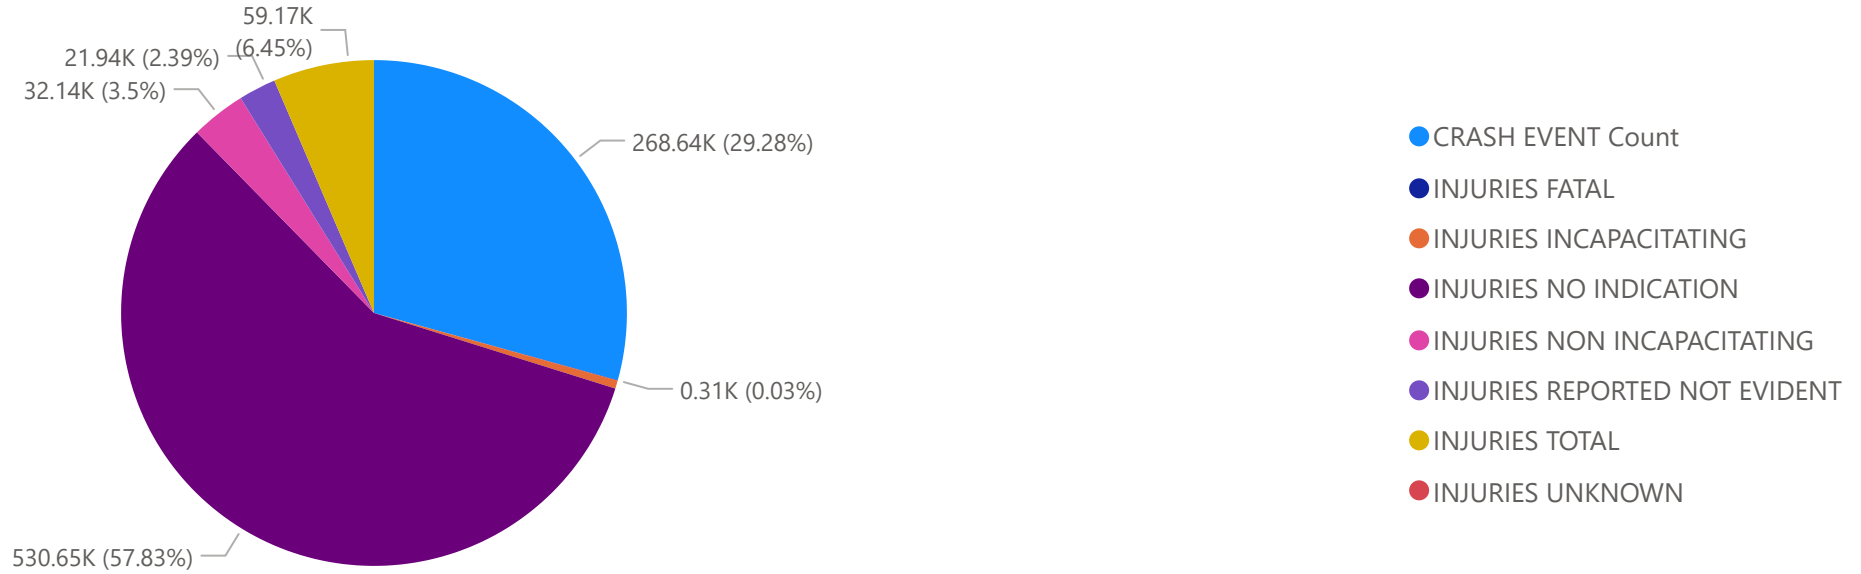 59.17K
(6.45%)
21.94K (2.39%)
32.14K (3.5%)
268.64K (29.28%)
0.31K (0.03%)
530.65K (57.83%)
CRASH EVENT Count
INJURIES FATAL
INJURIES INCAPACITATING
INJURIES NO INDICATION
INJURIES NON INCAPACITATING
INJURIES REPORTED NOT EVIDENT
INJURIES TOTAL
INJURIES UNKNOWN